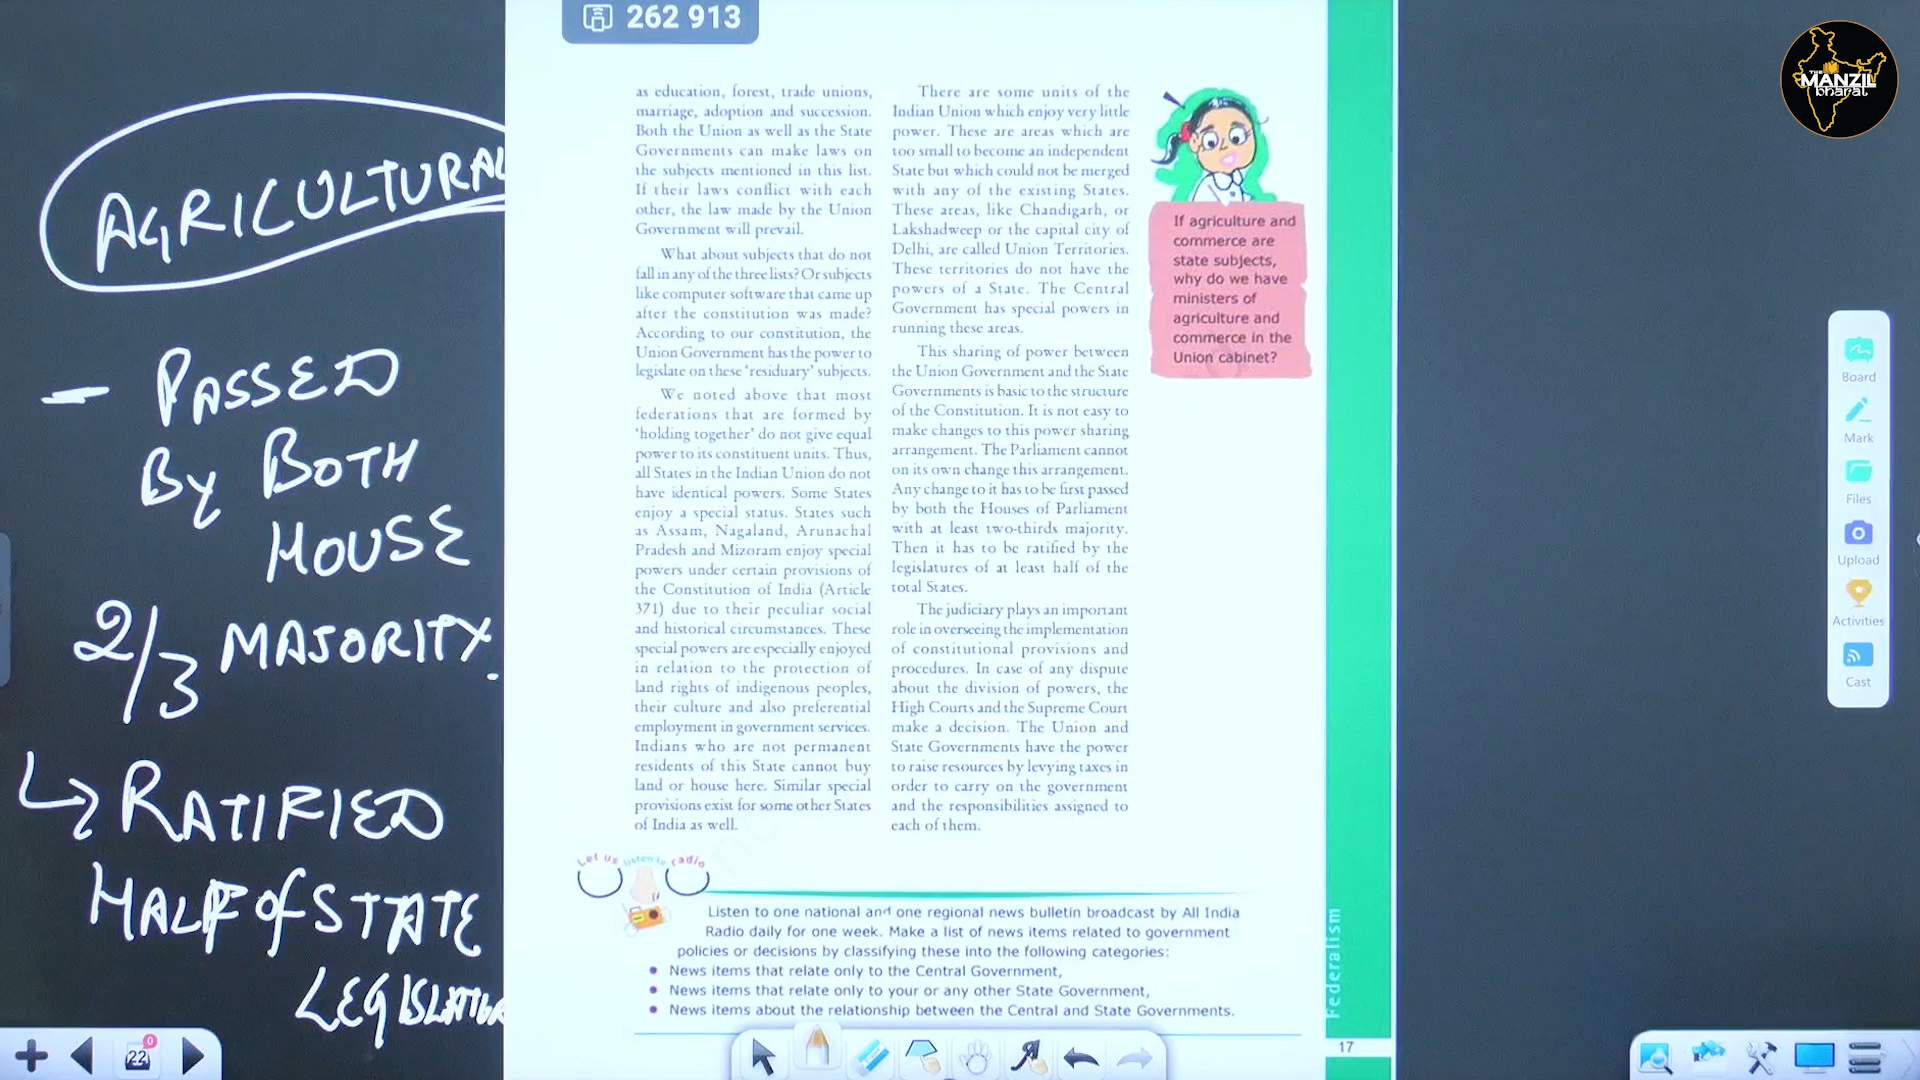 262 913
THE
MANZIL
bharat
AGRICULTURAL
- PASSED
By BOTH
HOUSE
2/3 MAJORITY.
↳ RATIFIED
HALF of STATE
as education, forest, trade unions,
marriage, adoption and succession.
Both the Union as well as the State
Governments can make laws on
the subjects mentioned in this list.
If their laws conflict with each
other, the law made by the Union
Government will prevail.
What about subjects that do not
fall in any of the three lists? Or subjects
like computer software that came up
after the constitution was made?
According to our constitution, the
Union Government has the power to
legislate on these ‘residuary’ subjects.
We noted above that most
federations that are formed by
‘holding together’ do not give equal
power to its constituent units. Thus,
all States in the Indian Union do not
have identical powers. Some States
enjoy a special status. States such
as Assam, Nagaland, Arunachal
Pradesh and Mizoram enjoy special
powers under certain provisions of
the Constitution of India (Article
371) due to their peculiar social
and historical circumstances. These
special powers are especially enjoyed
in relation to the protection of
land rights of indigenous peoples,
their culture and also preferential
employment in government services.
Indians who are not permanent
residents of this State cannot buy
land or house here. Similar special
provisions exist for some other States
of India as well.
There are some units of the
Indian Union which enjoy very little
power. These are areas which are
too small to become an independent
State but which could not be merged
with any of the existing States.
These areas, like Chandigarh, or
Lakshadweep or the capital city of
Delhi, are called Union Territories.
These territories do not have the
powers of a State. The Central
Government has special powers in
running these areas.
This sharing of power between
the Union Government and the State
Governments is basic to the structure
of the Constitution. It is not easy to
make changes to this power sharing
arrangement. The Parliament cannot
on its own change this arrangement.
Any change to it has to be first passed
by both the Houses of Parliament
with at least two-thirds majority.
Then it has to be ratified by the
legislatures of at least half of the
total States.
The judiciary plays an important
role in overseeing the implementation
of constitutional provisions and
procedures. In case of any dispute
about the division of powers, the
High Courts and the Supreme Court
make a decision. The Union and
State Governments have the power
to raise resources by levying taxes in
order to carry on the government
and the responsibilities assigned to
each of them.
If agriculture and
commerce are
state subjects,
why do we have
ministers of
agriculture and
commerce in the
Union cabinet?
Let us listen to radio
Listen to one national and one regional news bulletin broadcast by All India
Radio daily for one week. Make a list of news items related to government
policies or decisions by classifying these into the following categories:
• News items that relate only to the Central Government,
• News items that relate only to your or any other State Government,
• News items about the relationship between the Central and State Governments.
Federalism
17
Board
Mark
Files
Upload
Activities
Cast
0
22